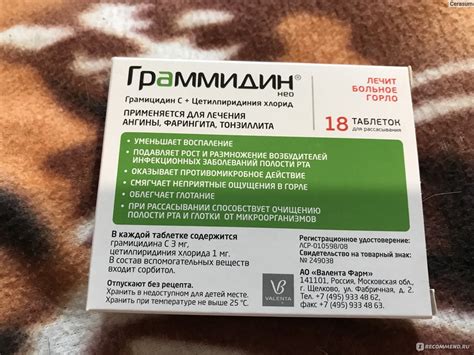 Cerasume
Граммидин®
нео
Грамицидин С + Цетилпиридиния хлорид
ПРИМЕНЯЕТСЯ ДЛЯ ЛЕЧЕНИЯ
АНГИНЫ, ФАРИНГИТА, ТОНЗИЛЛИТА
ЛЕЧИТ
БОЛЬНОЕ
ГОРЛО
18 ТАБЛЕТОК
для рассасывания
• УМЕНЬШАЕТ ВОСПАЛЕНИЕ
• ПОДАВЛЯЕТ РОСТ И РАЗМНОЖЕНИЕ ВОЗБУДИТЕЛЕЙ
ИНФЕКЦИОННЫХ ЗАБОЛЕВАНИЙ ПОЛОСТИ РТА
• ОКАЗЫВАЕТ ПРОТИВОМИКРОБНОЕ ДЕЙСТВИЕ
• СМЯГЧАЕТ НЕПРИЯТНЫЕ ОЩУЩЕНИЯ В ГОРЛЕ
• ОБЛЕГЧАЕТ ГЛОТАНИЕ
• ПРИ РАССАСЫВАНИИ СПОСОБСТВУЕТ ОЧИЩЕНИЮ
ПОЛОСТИ РТА И ГЛОТКИ ОТ МИКРООРГАНИЗМОВ
В каждой таблетке содержится
грамицидина С 3 мг,
цетилпиридиния хлорида 1 мг.
В состав вспомогательных веществ
входит сорбитол.
Отпускают без рецепта.
Хранить в недоступном для детей месте.
Хранить при температуре не выше 25 °С.
VALENTA
Регистрационное удостоверение:
ЛСР-010598/08
Свидетельство на товарный знак:
№ 249038
АО «Валента Фарм»
141101, Россия, Московская обл.,
г. Щелково, ул. Фабричная, д. 2.
Тел. +7 (495) 933 48 62,
факс +7 (495) 933 48 63
IRECOMMEND.RU